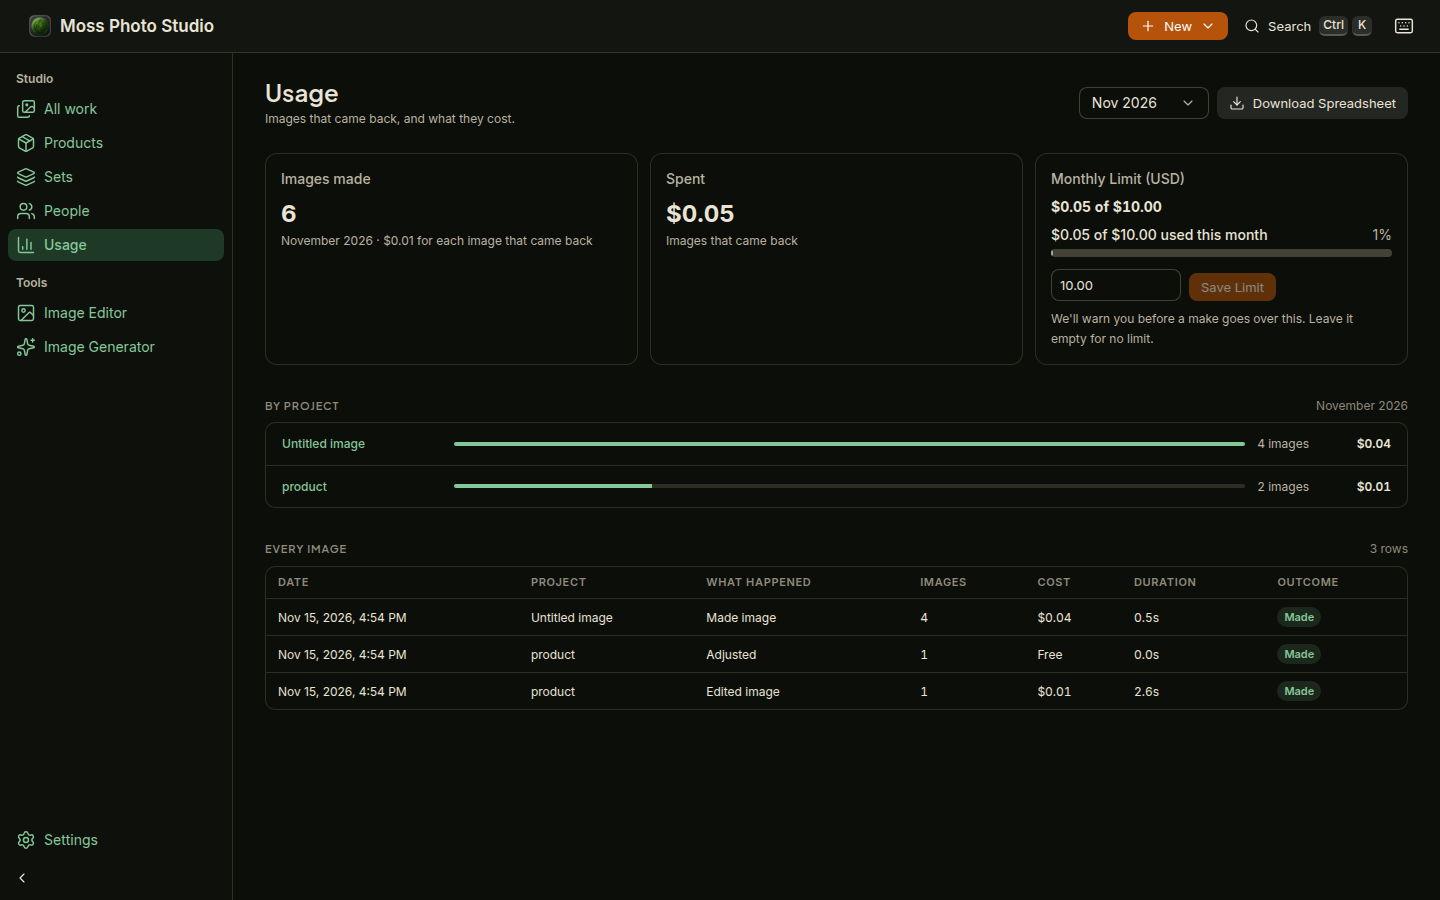 Moss Photo Studio
New
Search Ctrl K
Studio
All work
Products
Sets
People
Usage
Tools
Image Editor
Image Generator
Settings
Usage
Images that came back, and what they cost.
Nov 2026
Download Spreadsheet
Images made
6
November 2026 · $0.01 for each image that came back
Spent
$0.05
Images that came back
Monthly Limit (USD)
$0.05 of $10.00
$0.05 of $10.00 used this month 1%
10.00
Save Limit
We'll warn you before a make goes over this. Leave it
empty for no limit.
BY PROJECT November 2026
Untitled image 4 images $0.04
product 2 images $0.01
EVERY IMAGE 3 rows
DATE PROJECT WHAT HAPPENED IMAGES COST DURATION OUTCOME
Nov 15, 2026, 4:54 PM Untitled image Made image 4 $0.04 0.5s Made
Nov 15, 2026, 4:54 PM product Adjusted 1 Free 0.0s Made
Nov 15, 2026, 4:54 PM product Edited image 1 $0.01 2.6s Made